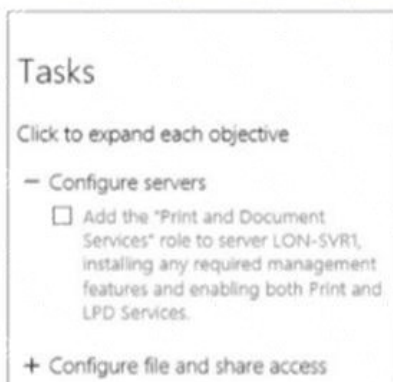 Tasks
Click to expand each objective
− Configure servers
Add the "Print and Document
Services" role to server LON-SVR1,
installing any required management
features and enabling both Print and
LPD Services.
+ Configure file and share access